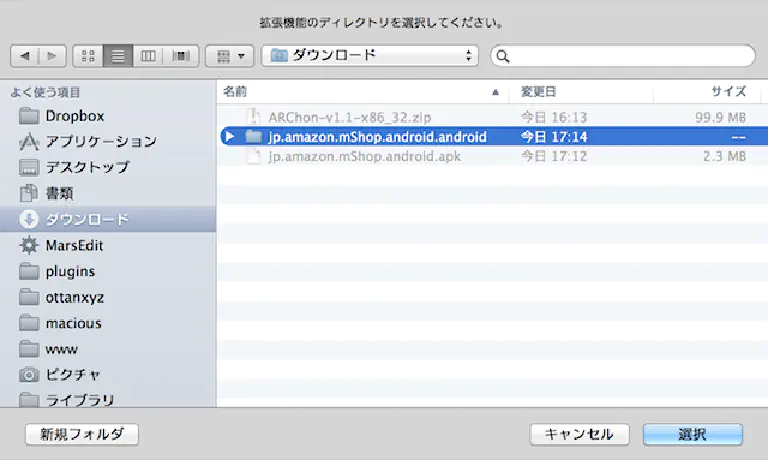 拡張機能のディレクトリを選択してください。
ダウンロード
よく使う項目
Dropbox
アプリケーション
デスクトップ
書類
ダウンロード
MarsEdit
plugins
ottanxyz
macious
www
ピクチャ
ライブラリ
名前 変更日 サイズ
ARChon-v1.1-x86_32.zip 今日 16:13 99.9 MB
jp.amazon.mShop.android.android 今日 17:14 --
jp.amazon.mShop.android.apk 今日 17:12 2.3 MB
新規フォルダ キャンセル 選択